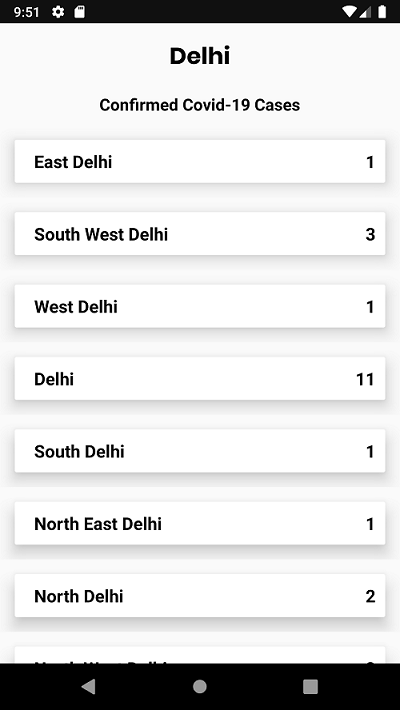 9:51
Delhi
Confirmed Covid-19 Cases
East Delhi 1
South West Delhi 3
West Delhi 1
Delhi 11
South Delhi 1
North East Delhi 1
North Delhi 2